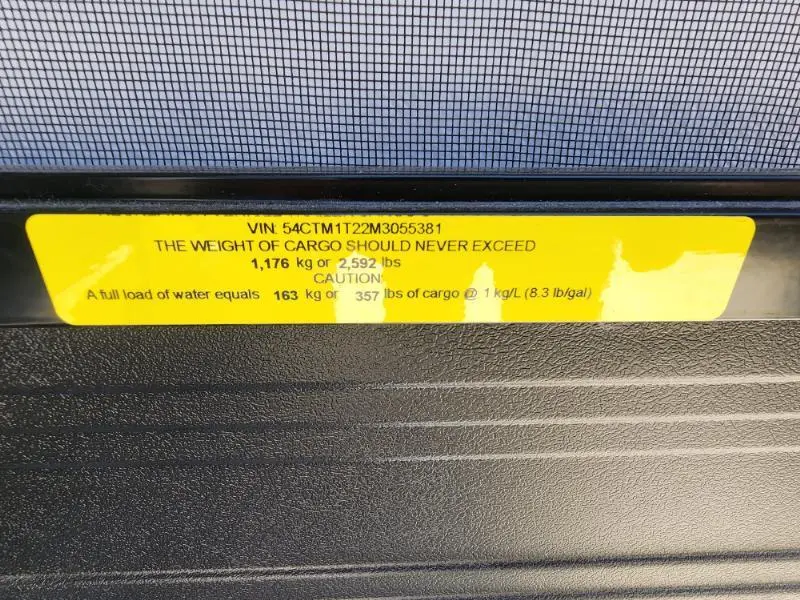 VIN: 54CTM1T22M3055381
THE WEIGHT OF CARGO SHOULD NEVER EXCEED
1,176 kg or 2,592 lbs
CAUTION:
A full load of water equals 163 kg or 357 lbs of cargo @ 1 kg/L (8.3 lb/gal)